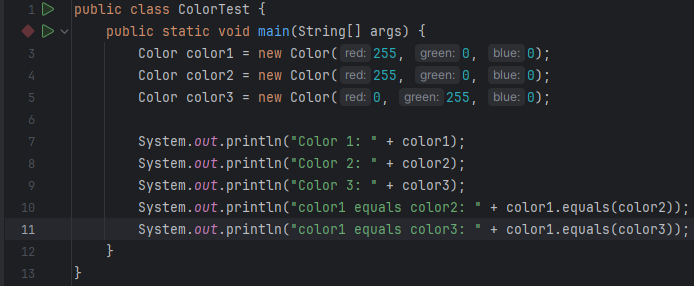 1 public class ColorTest {
public static void main(String[] args) {
3 Color color1 = new Color( red: 255, green: 0, blue: 0);
4 Color color2 = new Color( red: 255, green: 0, blue: 0);
5 Color color3 = new Color( red: 0, green: 255, blue: 0);
6
7 System.out.println("Color 1: " + color1);
8 System.out.println("Color 2: " + color2);
9 System.out.println("Color 3: " + color3);
10 System.out.println("color1 equals color2: " + color1.equals(color2));
11 System.out.println("color1 equals color3: " + color1.equals(color3));
12 }
13 }